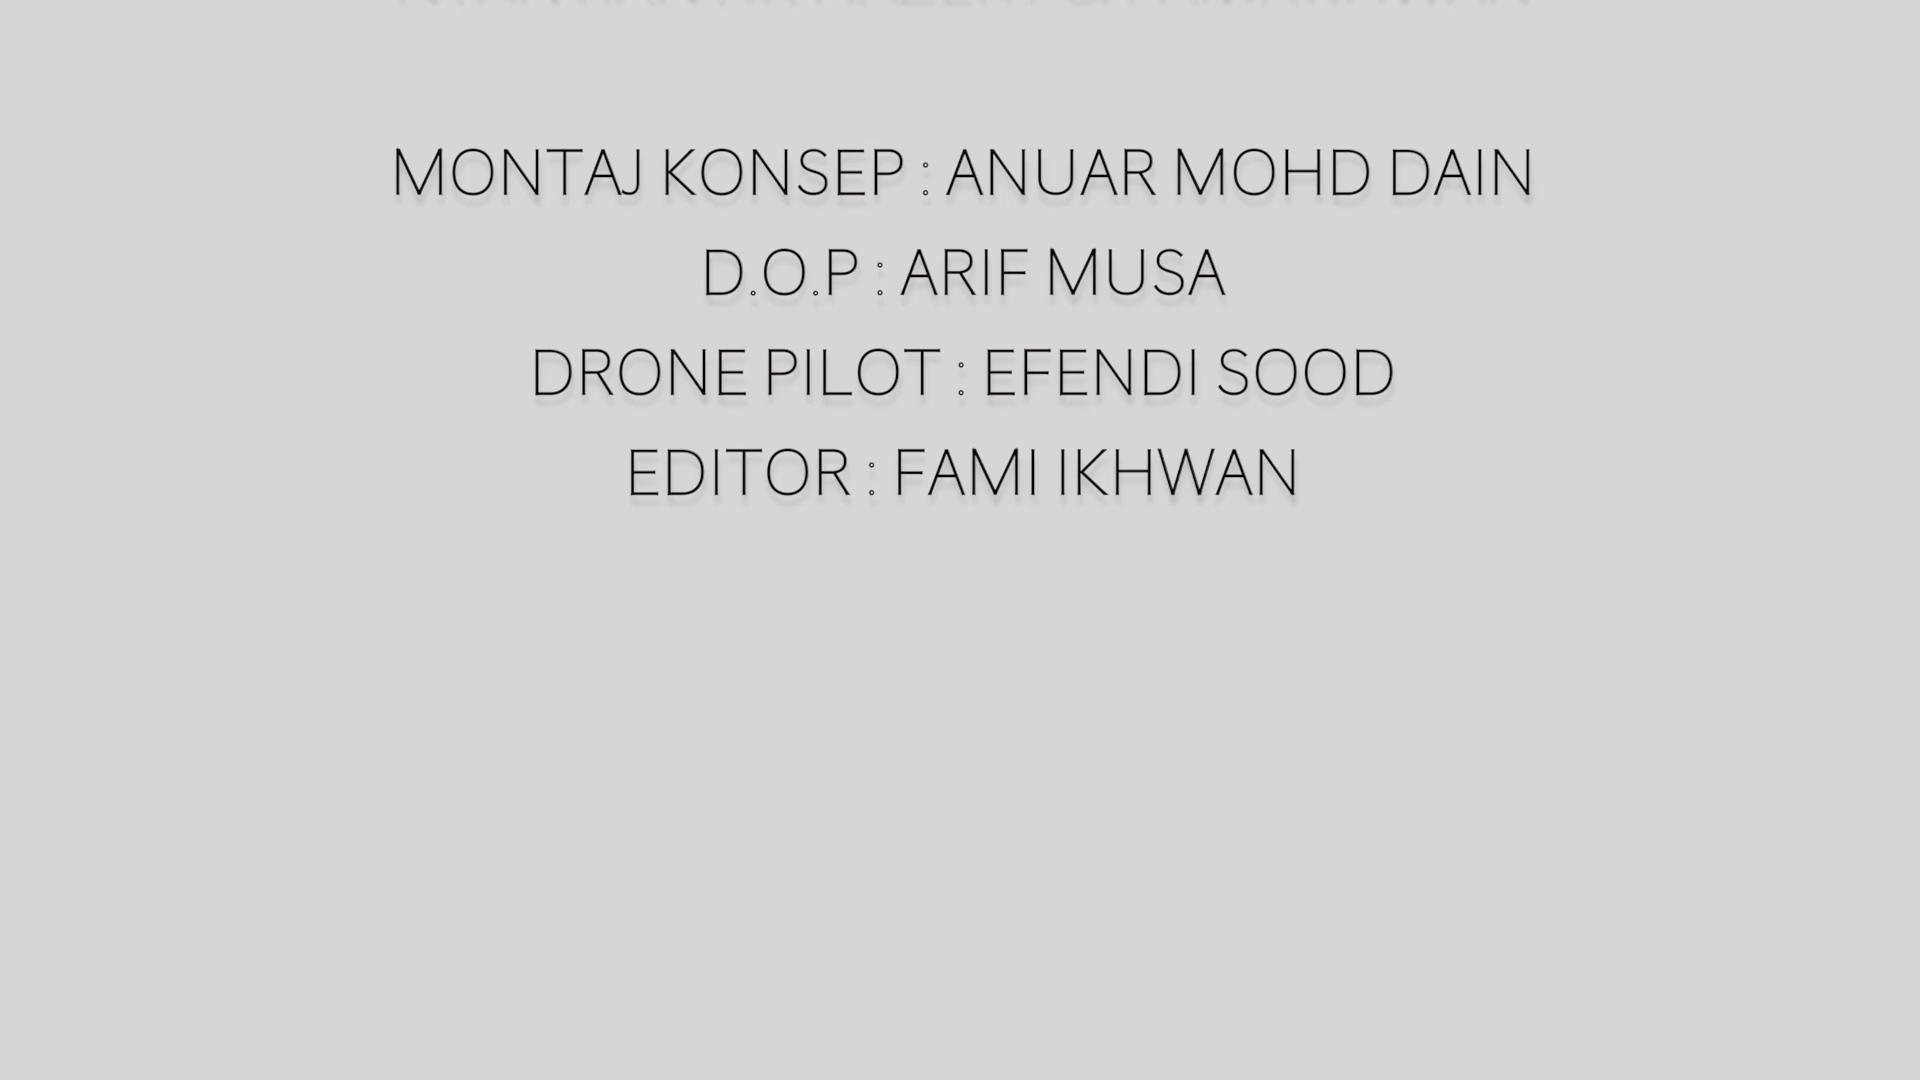 MONTAJ KONSEP : ANUAR MOHD DAIN
D.O.P : ARIF MUSA
DRONE PILOT : EFENDI SOOD
EDITOR : FAMI IKHWAN